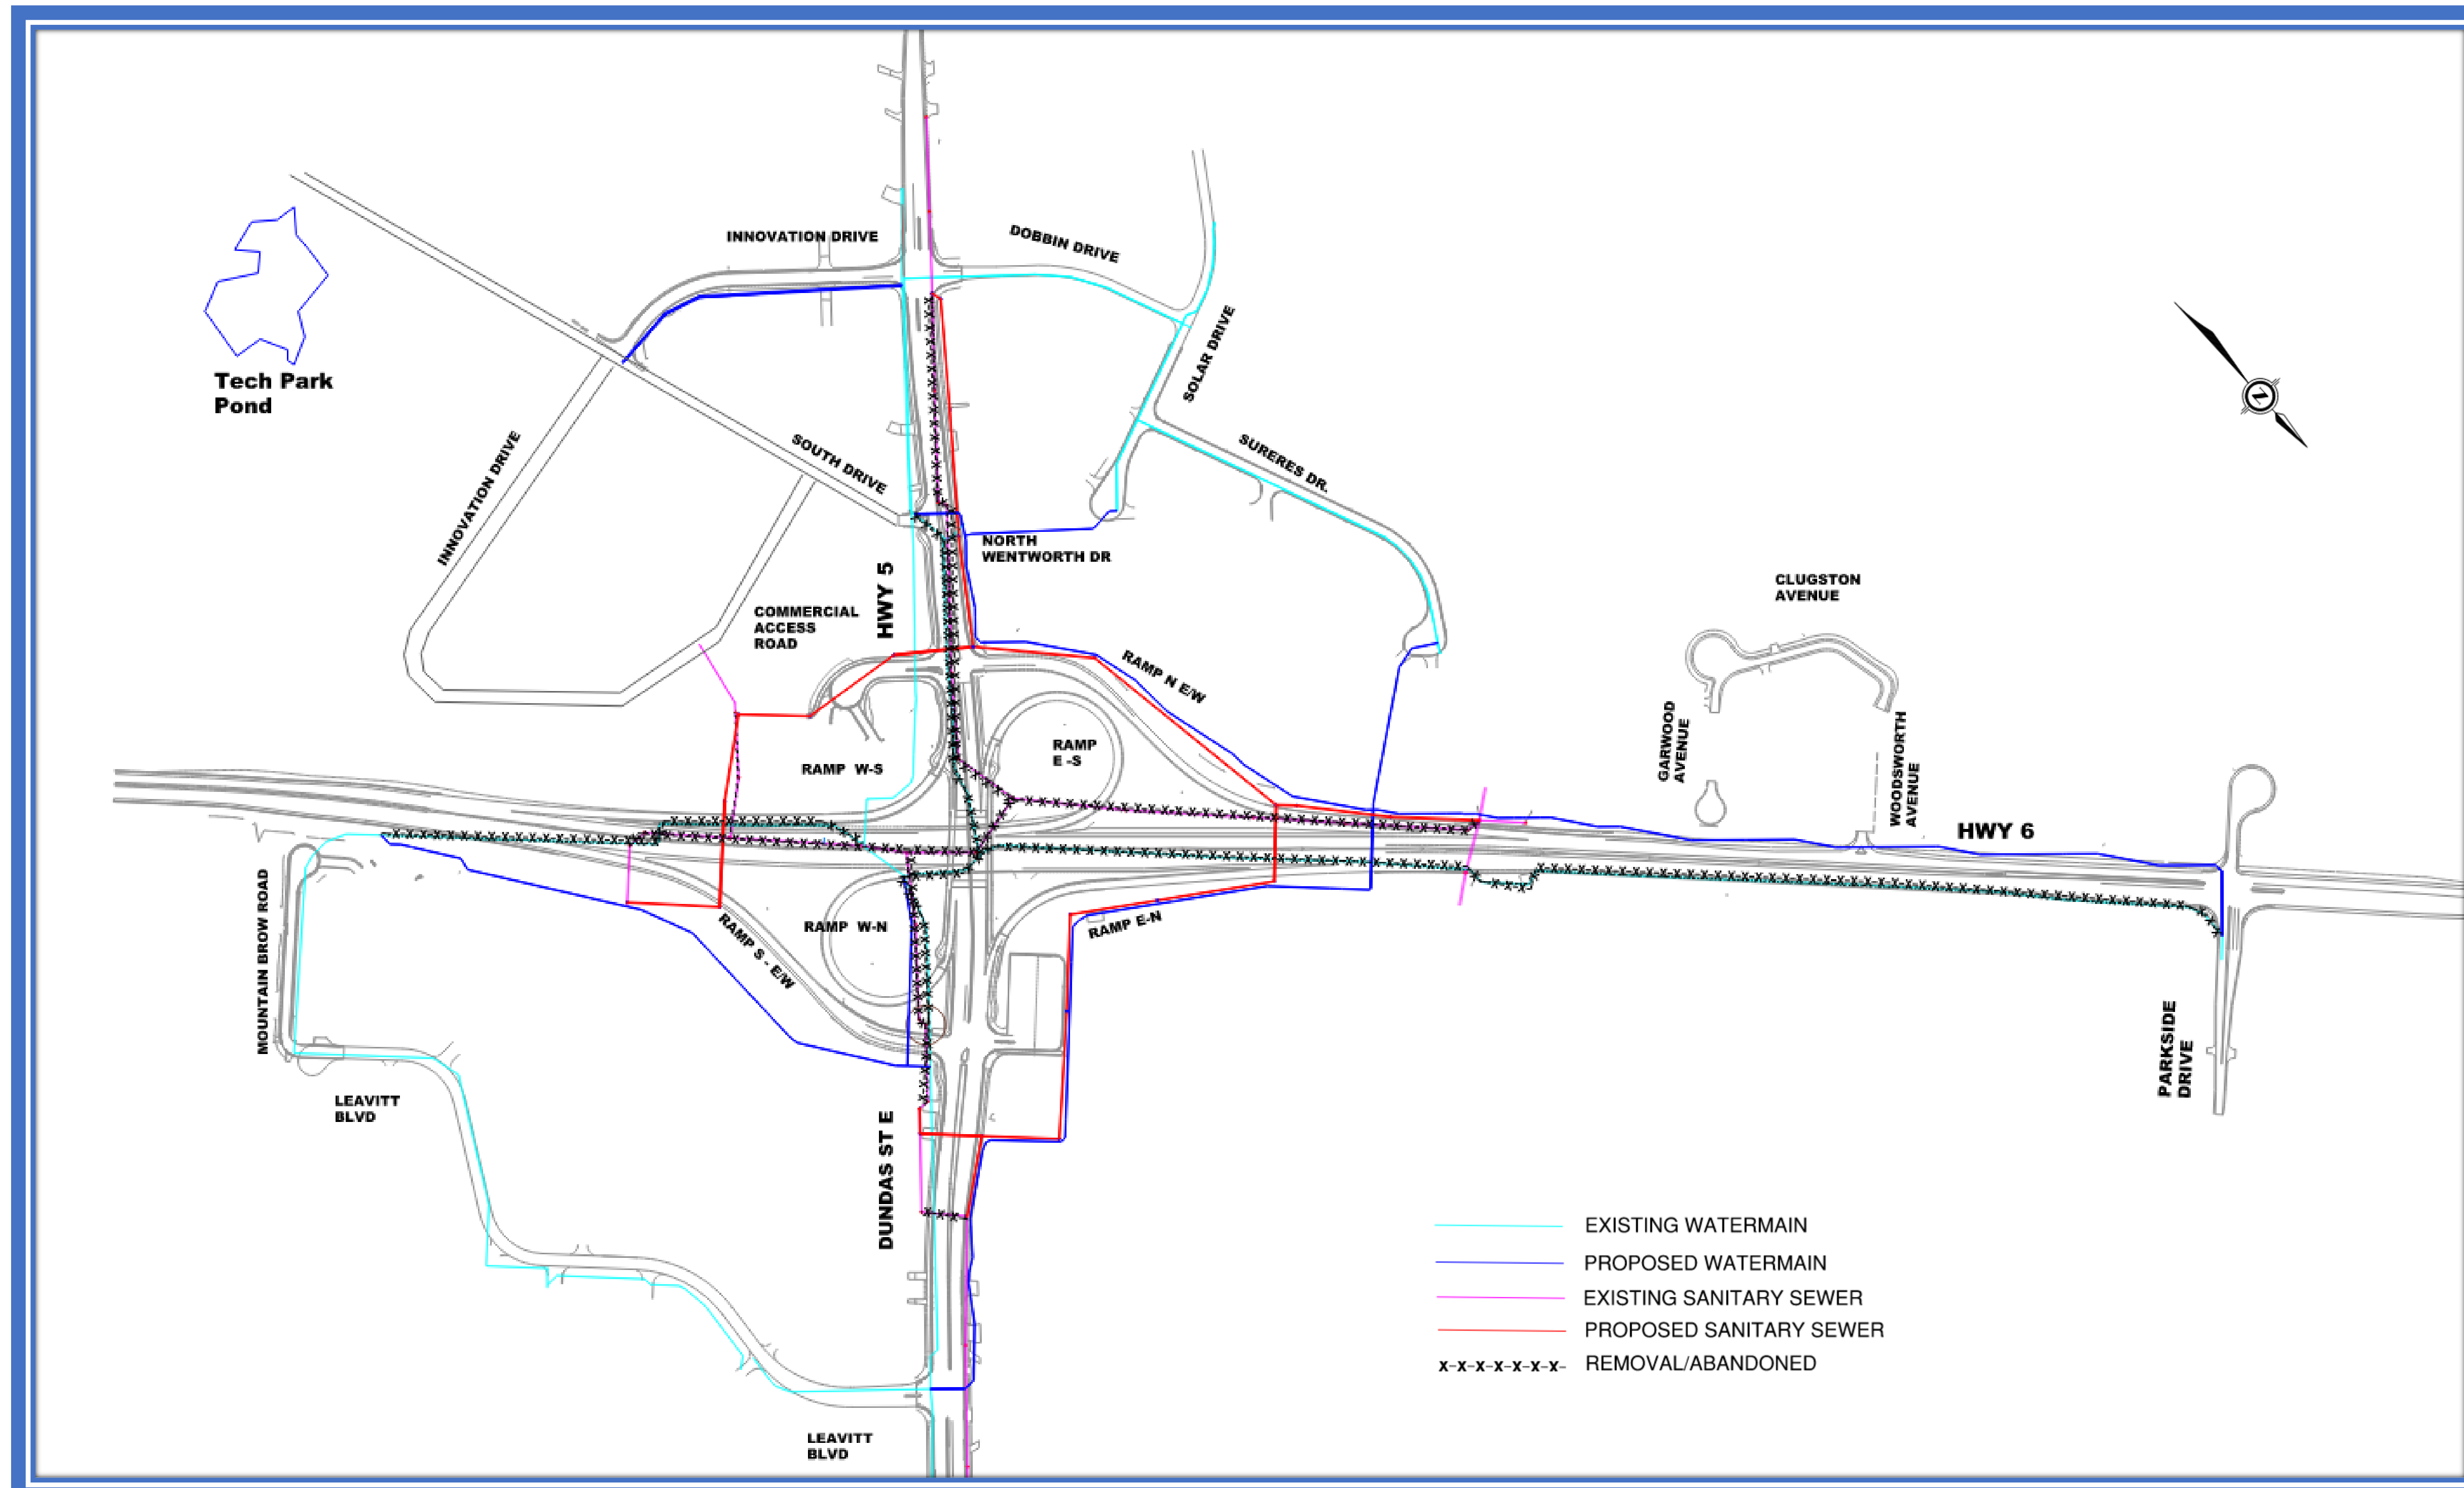 INNOVATION DRIVE
DOBBIN DRIVE
SOLAR DRIVE
Tech Park
Pond
INNOVATION DRIVE
SOUTH DRIVE
SURERES DR.
NORTH
WENTWORTH DR
HWY 5
COMMERCIAL
ACCESS
ROAD
CLUGSTON
AVENUE
RAMP N E/W
GARWOOD
AVENUE
WOODSWORTH
AVENUE
RAMP
E -S
RAMP W-S
HWY 6
MOUNTAIN BROW ROAD
RAMP W-N
RAMP S - E/W
RAMP E-N
PARKSIDE
DRIVE
LEAVITT
BLVD
DUNDAS ST E
LEAVITT
BLVD
N
EXISTING WATERMAIN
PROPOSED WATERMAIN
EXISTING SANITARY SEWER
PROPOSED SANITARY SEWER
x-x-x-x-x-x-x- REMOVAL/ABANDONED